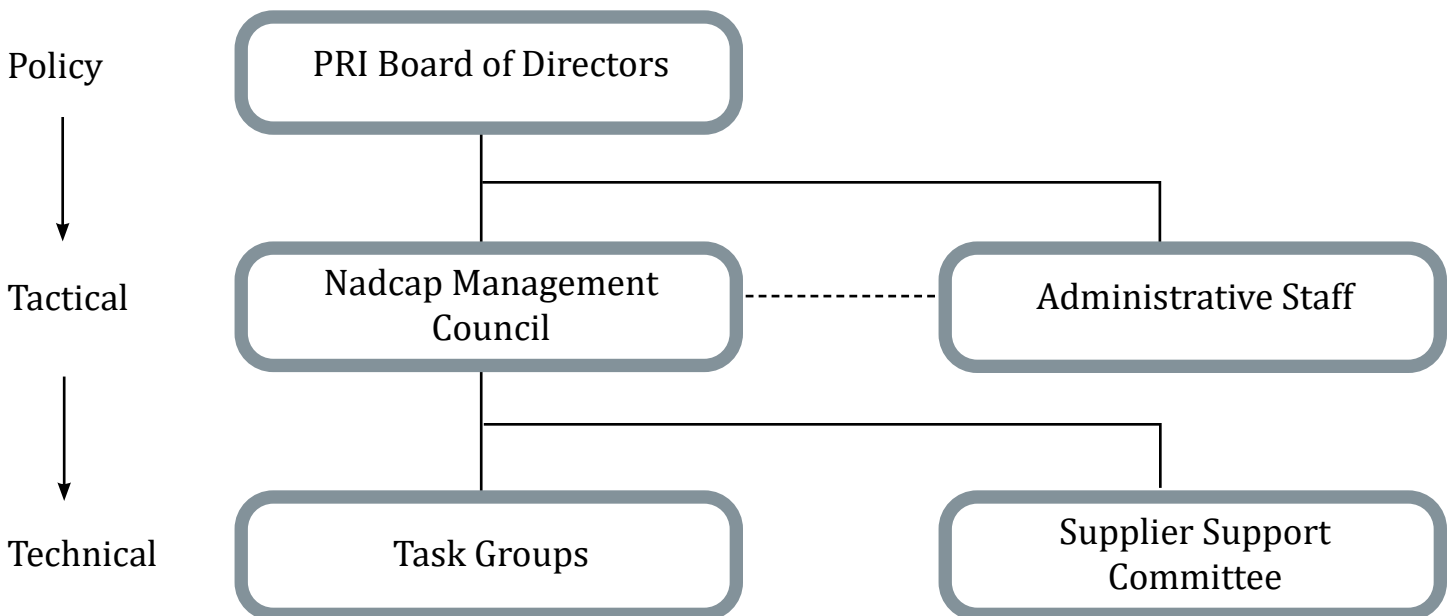 Policy
PRI Board of Directors
Tactical
Nadcap Management
Council
Administrative Staff
Technical
Task Groups
Supplier Support
Committee